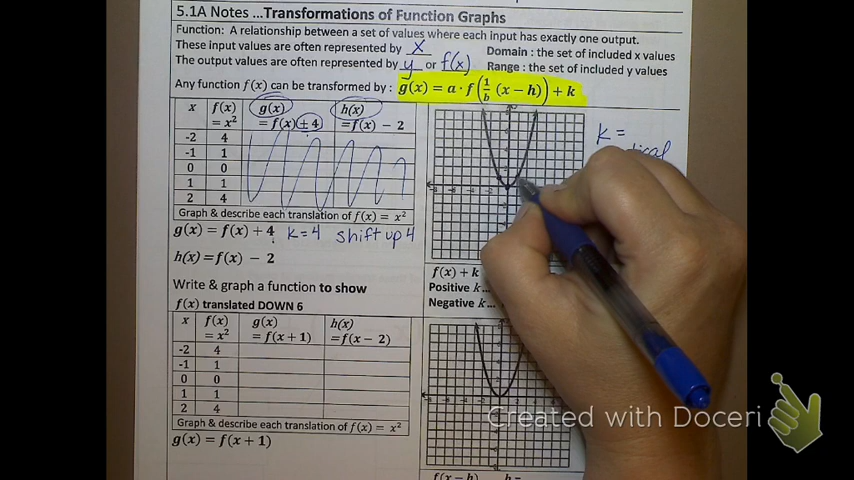 5.1A Notes ...Transformations of Function Graphs
Function: A relationship between a set of values where each input has exactly one output.
These input values are often represented by x
Domain : the set of included x values
The output values are often represented by y or f(x)
Range : the set of included y values
Any function f(x) can be transformed by : g(x) = a · f(1/b (x − h)) + k
x f(x) = x² g(x) = f(x) + 4 h(x) = f(x) − 2
-2 4
-1 1
0 0
1 1
2 4
k =
Graph & describe each translation of f(x) = x²
g(x) = f(x) + 4 k=4 shift up 4
h(x) = f(x) − 2
f(x) + k
Positive k...
Negative k...
Write & graph a function to show
f(x) translated DOWN 6
x f(x) = x² g(x) = f(x + 1) h(x) = f(x − 2)
-2 4
-1 1
0 0
1 1
2 4
Graph & describe each translation of f(x) = x²
g(x) = f(x + 1)
f(x − h) h =
Created with Doceri